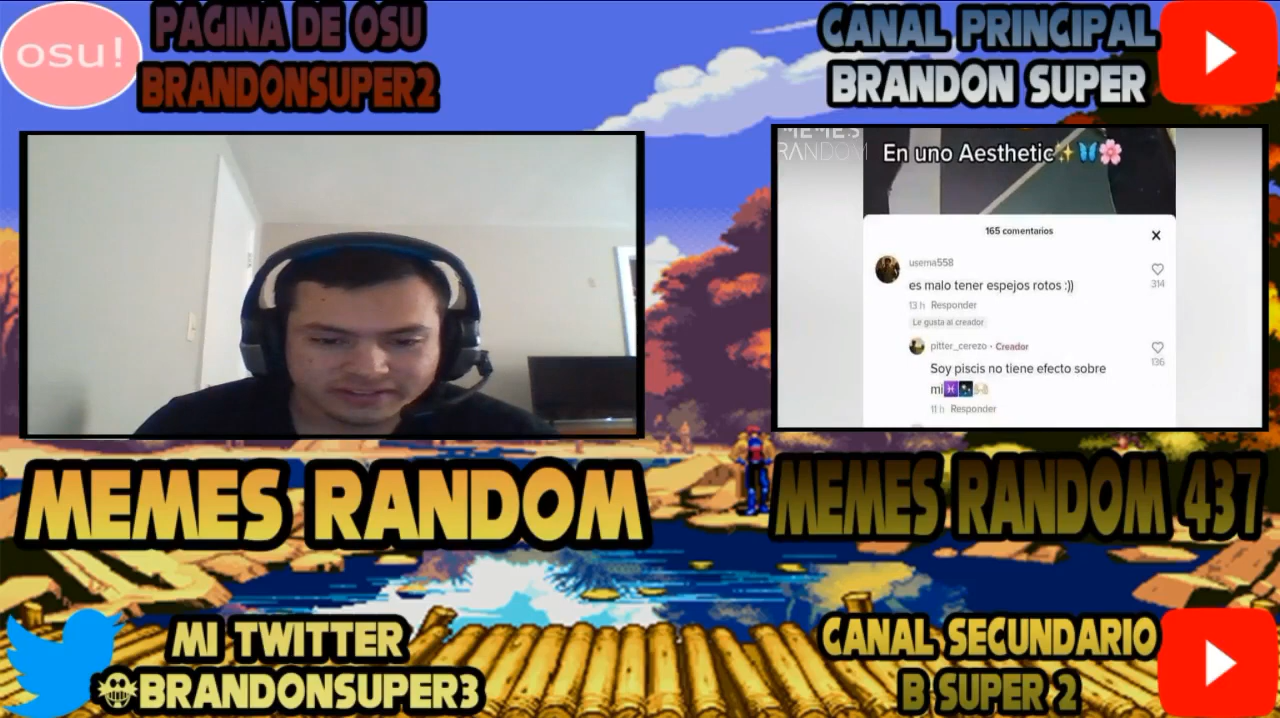 osu!
PAGINA DE OSU
BRANDONSUPER2
CANAL PRINCIPAL
BRANDON SUPER
MEMES
RANDOM
En uno Aesthetic✨🦋🌸
165 comentarios
userna558
es malo tener espejos rotos :))
13 h Responder
314
Le gusta al creador
pitter_cerezo · Creador
Soy piscis no tiene efecto sobre
mi♓
136
11 h Responder
MEMES RANDOM
MEMES RANDOM 437
MI TWITTER
@BRANDONSUPER3
CANAL SECUNDARIO
B SUPER 2